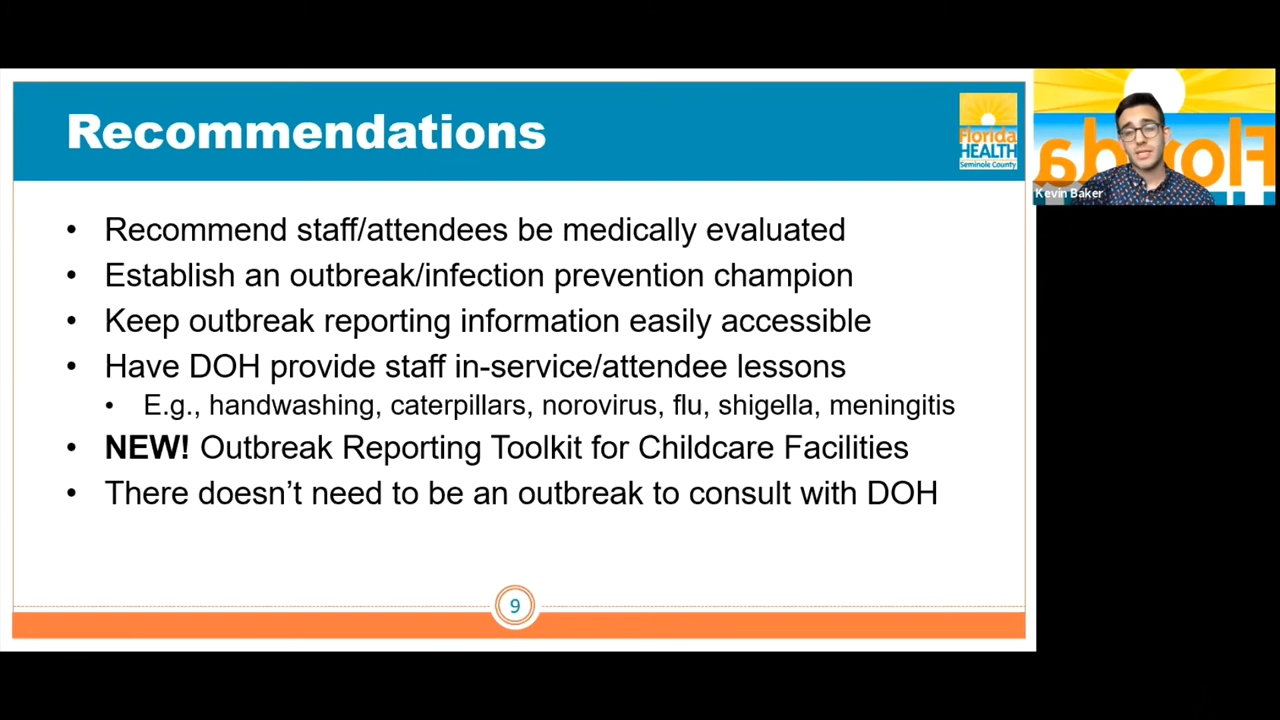 Recommendations
Florida
HEALTH
Seminole County
Florida
Kevin Baker
• Recommend staff/attendees be medically evaluated
• Establish an outbreak/infection prevention champion
• Keep outbreak reporting information easily accessible
• Have DOH provide staff in-service/attendee lessons
• E.g., handwashing, caterpillars, norovirus, flu, shigella, meningitis
• NEW! Outbreak Reporting Toolkit for Childcare Facilities
• There doesn’t need to be an outbreak to consult with DOH
9